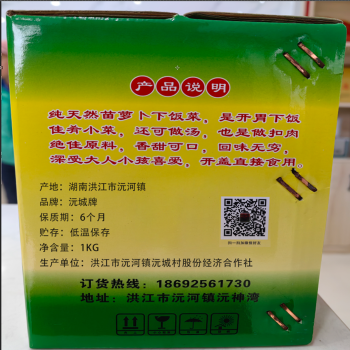 产品说明
纯天然苗萝卜下饭菜，是开胃下饭
佳肴小菜，还可做汤，也是做扣肉
绝佳原料，香甜可口，回味无穷，
深受大人小孩喜爱，开盖直接食用。
产地：湖南洪江市沅河镇
品牌：沅城牌
保质期：6个月
贮存：低温保存
净含量：1KG
生产单位：洪江市沅河镇沅城村股份经济合作社
订货热线：18692561730
地址：洪江市沅河镇沅神湾